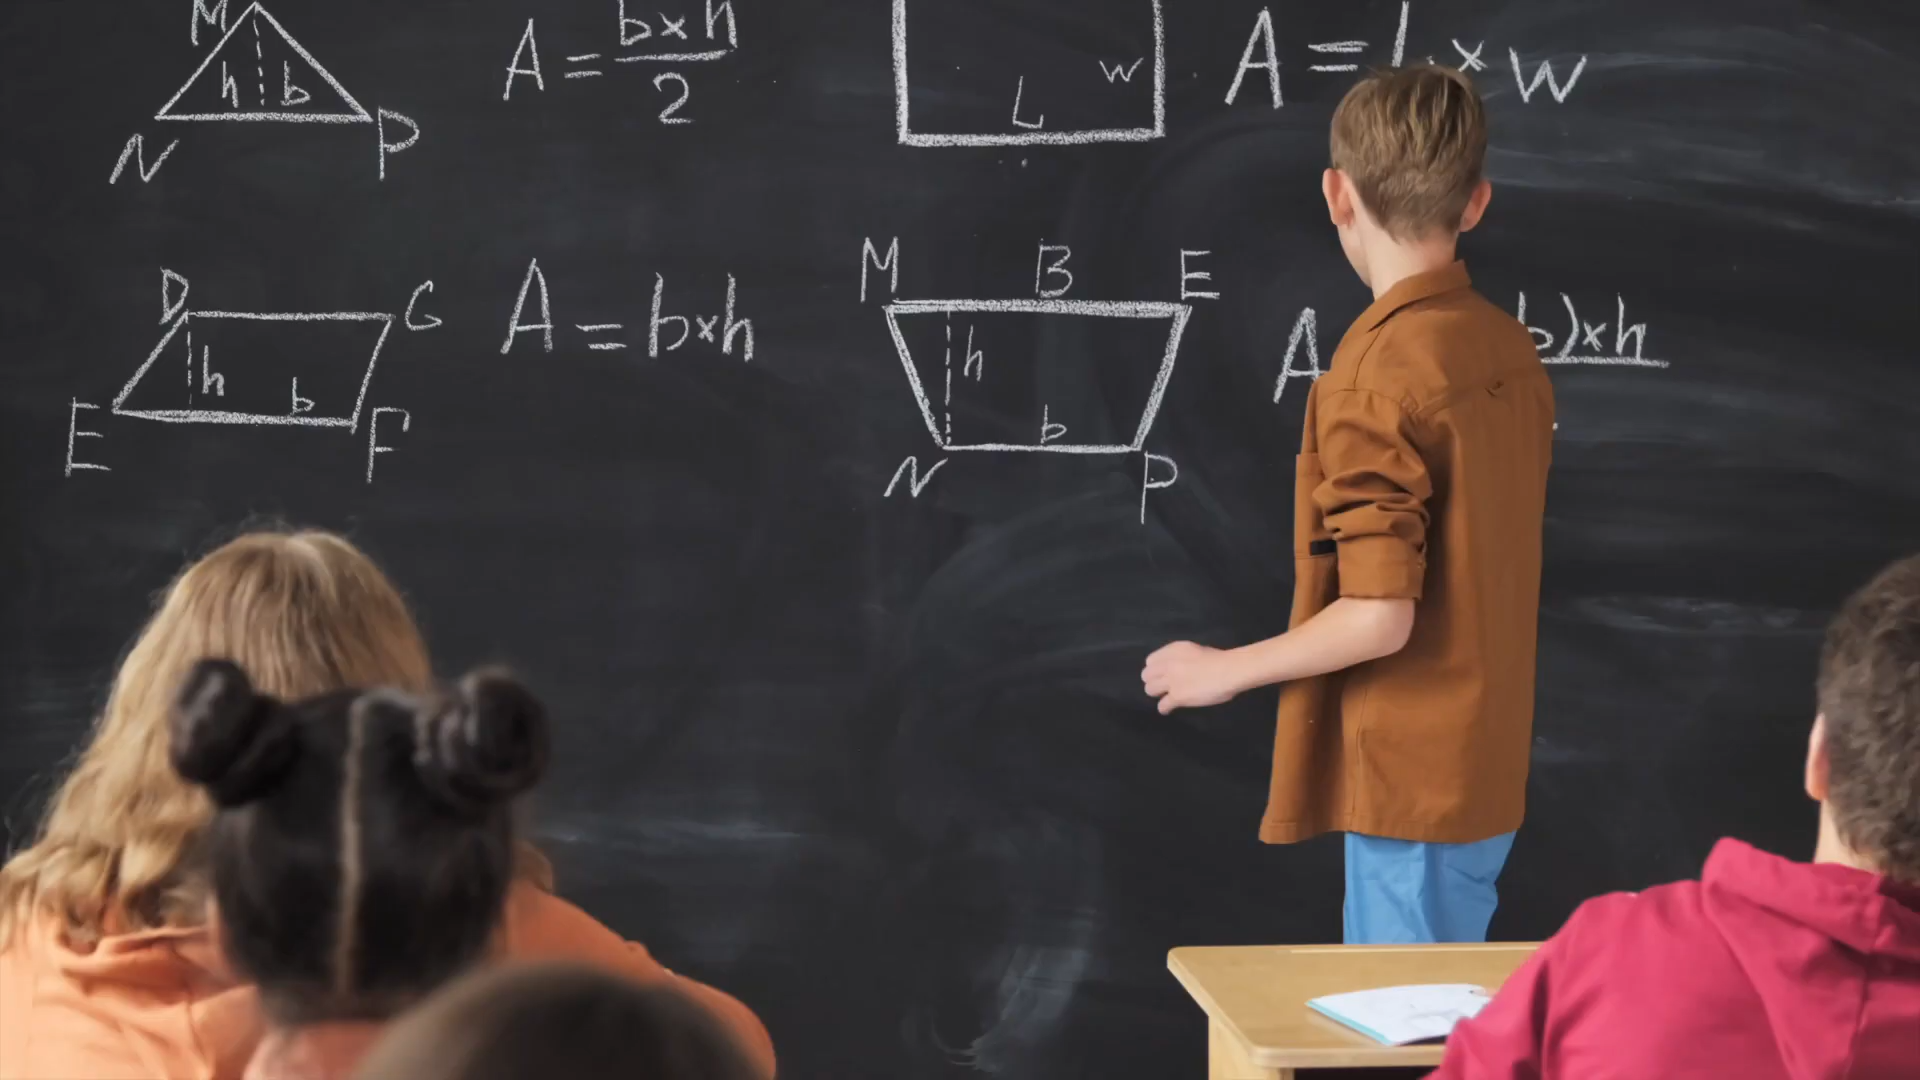 M
h b
N P
A = b×h
2
W
L
A = L × W
D G
h b
E F
A = b×h
M B E
h
b
N P
A b)×h